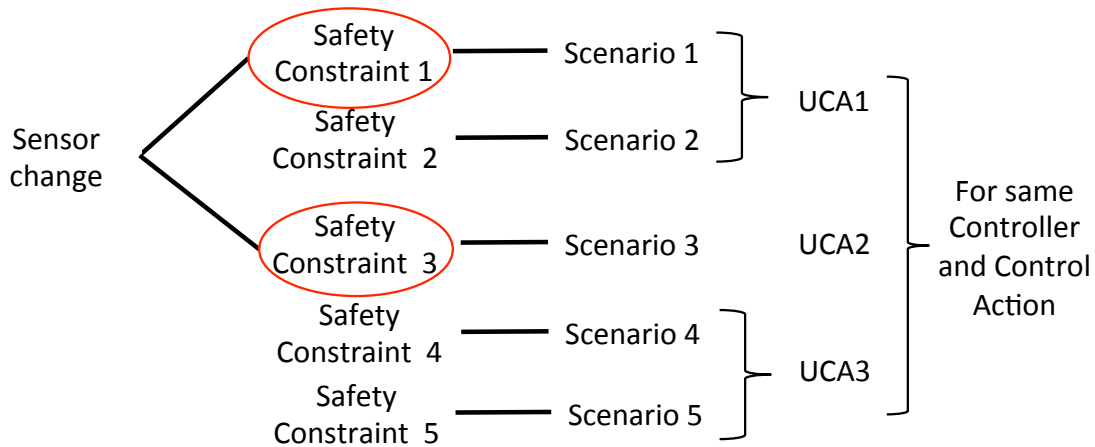 Sensor
change
Safety
Constraint 1
Scenario 1
Safety
Constraint 2
Scenario 2
UCA1
Safety
Constraint 3
Scenario 3
UCA2
Safety
Constraint 4
Scenario 4
Safety
Constraint 5
Scenario 5
UCA3
For same
Controller
and Control
Action